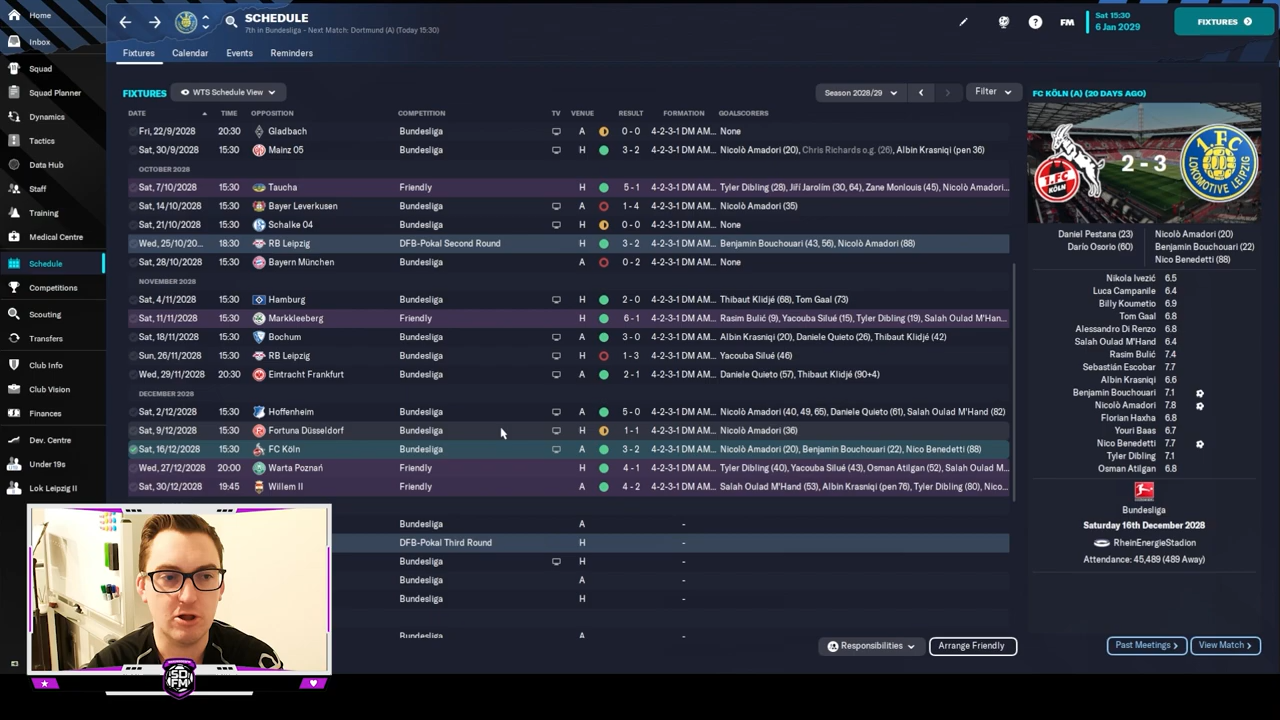 Home
Inbox
Squad
Squad Planner
Dynamics
Tactics
Data Hub
Staff
Training
Medical Centre
Schedule
Competitions
Scouting
Transfers
Club Info
Club Vision
Finances
Dev. Centre
Under 19s
Lok Leipzig II
SCHEDULE
7th in Bundesliga - Next Match: Dortmund (A) (Today 15:30)
FM
Sat 15:30
6 Jan 2029
FIXTURES
Fixtures Calendar Events Reminders
FIXTURES WTS Schedule View Season 2028/29 Filter
DATE TIME OPPOSITION COMPETITION TV VENUE RESULT FORMATION GOALSCORERS
Fri, 22/9/2028 20:30 Gladbach Bundesliga A 0 - 0 4-2-3-1 DM AM... None
Sat, 30/9/2028 15:30 Mainz 05 Bundesliga H 3 - 2 4-2-3-1 DM AM... Nicolò Amadori (20), Chris Richards o.g. (26), Albin Krasniqi (pen 36)
OCTOBER 2028
Sat, 7/10/2028 15:30 Taucha Friendly H 5 - 1 4-2-3-1 DM AM... Tyler Dibling (28), Jiří Jarolím (30, 64), Zane Monlouis (45), Nicolò Amadori...
Sat, 14/10/2028 15:30 Bayer Leverkusen Bundesliga A 1 - 4 4-2-3-1 DM AM... Nicolò Amadori (35)
Sat, 21/10/2028 15:30 Schalke 04 Bundesliga H 0 - 0 4-2-3-1 DM AM... None
Wed, 25/10/20... 18:30 RB Leipzig DFB-Pokal Second Round H 3 - 2 4-2-3-1 DM AM... Benjamin Bouchouari (43, 56), Nicolò Amadori (88)
Sat, 28/10/2028 15:30 Bayern München Bundesliga A 0 - 2 4-2-3-1 DM AM... None
NOVEMBER 2028
Sat, 4/11/2028 15:30 Hamburg Bundesliga H 2 - 0 4-2-3-1 DM AM... Thibaut Klidjé (68), Tom Gaal (73)
Sat, 11/11/2028 15:30 Markkleeberg Friendly H 6 - 1 4-2-3-1 DM AM... Rasim Bulić (9), Yacouba Silué (15), Tyler Dibling (19), Salah Oulad M'Han...
Sat, 18/11/2028 15:30 Bochum Bundesliga A 3 - 0 4-2-3-1 DM AM... Albin Krasniqi (20), Daniele Quieto (26), Thibaut Klidjé (42)
Sun, 26/11/2028 15:30 RB Leipzig Bundesliga H 1 - 3 4-2-3-1 DM AM... Yacouba Silué (46)
Wed, 29/11/2028 20:30 Eintracht Frankfurt Bundesliga A 2 - 1 4-2-3-1 DM AM... Daniele Quieto (57), Thibaut Klidjé (90+4)
DECEMBER 2028
Sat, 2/12/2028 15:30 Hoffenheim Bundesliga A 5 - 0 4-2-3-1 DM AM... Nicolò Amadori (40, 49, 65), Daniele Quieto (61), Salah Oulad M'Hand (82)
Sat, 9/12/2028 15:30 Fortuna Düsseldorf Bundesliga H 1 - 1 4-2-3-1 DM AM... Nicolò Amadori (36)
Sat, 16/12/2028 15:30 FC Köln Bundesliga A 3 - 2 4-2-3-1 DM AM... Nicolò Amadori (20), Benjamin Bouchouari (22), Nico Benedetti (88)
Wed, 27/12/2028 20:00 Warta Poznań Friendly H 4 - 1 4-2-3-1 DM AM... Tyler Dibling (40), Yacouba Silué (43), Osman Atilgan (52), Salah Oulad M...
Sat, 30/12/2028 19:45 Willem II Friendly A 4 - 2 4-2-3-1 DM AM... Salah Oulad M'Hand (53), Albin Krasniqi (pen 76), Tyler Dibling (80), Nico...
Bundesliga A -
DFB-Pokal Third Round H -
Bundesliga H -
Bundesliga A -
Bundesliga H -
Bundesliga A -
Responsibilities Arrange Friendly
FC KÖLN (A) (20 DAYS AGO)
1.FC KÖLN
2 - 3
1.FC LOKOMOTIVE LEIPZIG
Daniel Pestana (23) Nicolò Amadori (20)
Darío Osorio (60) Benjamin Bouchouari (22)
Nico Benedetti (88)
Nikola Ivezić 6.5
Luca Campanile 6.4
Billy Koumetio 6.9
Tom Gaal 6.8
Alessandro Di Renzo 6.8
Salah Oulad M'Hand 6.4
Rasim Bulić 7.4
Sebastián Escobar 7.7
Albin Krasniqi 6.6
Benjamin Bouchouari 7.1
Nicolò Amadori 7.8
Florian Haxha 6.8
Youri Baas 6.7
Nico Benedetti 7.7
Tyler Dibling 7.1
Osman Atilgan 6.8
Bundesliga
Saturday 16th December 2028
RheinEnergieStadion
Attendance: 45,489 (489 Away)
Past Meetings View Match
SDFM